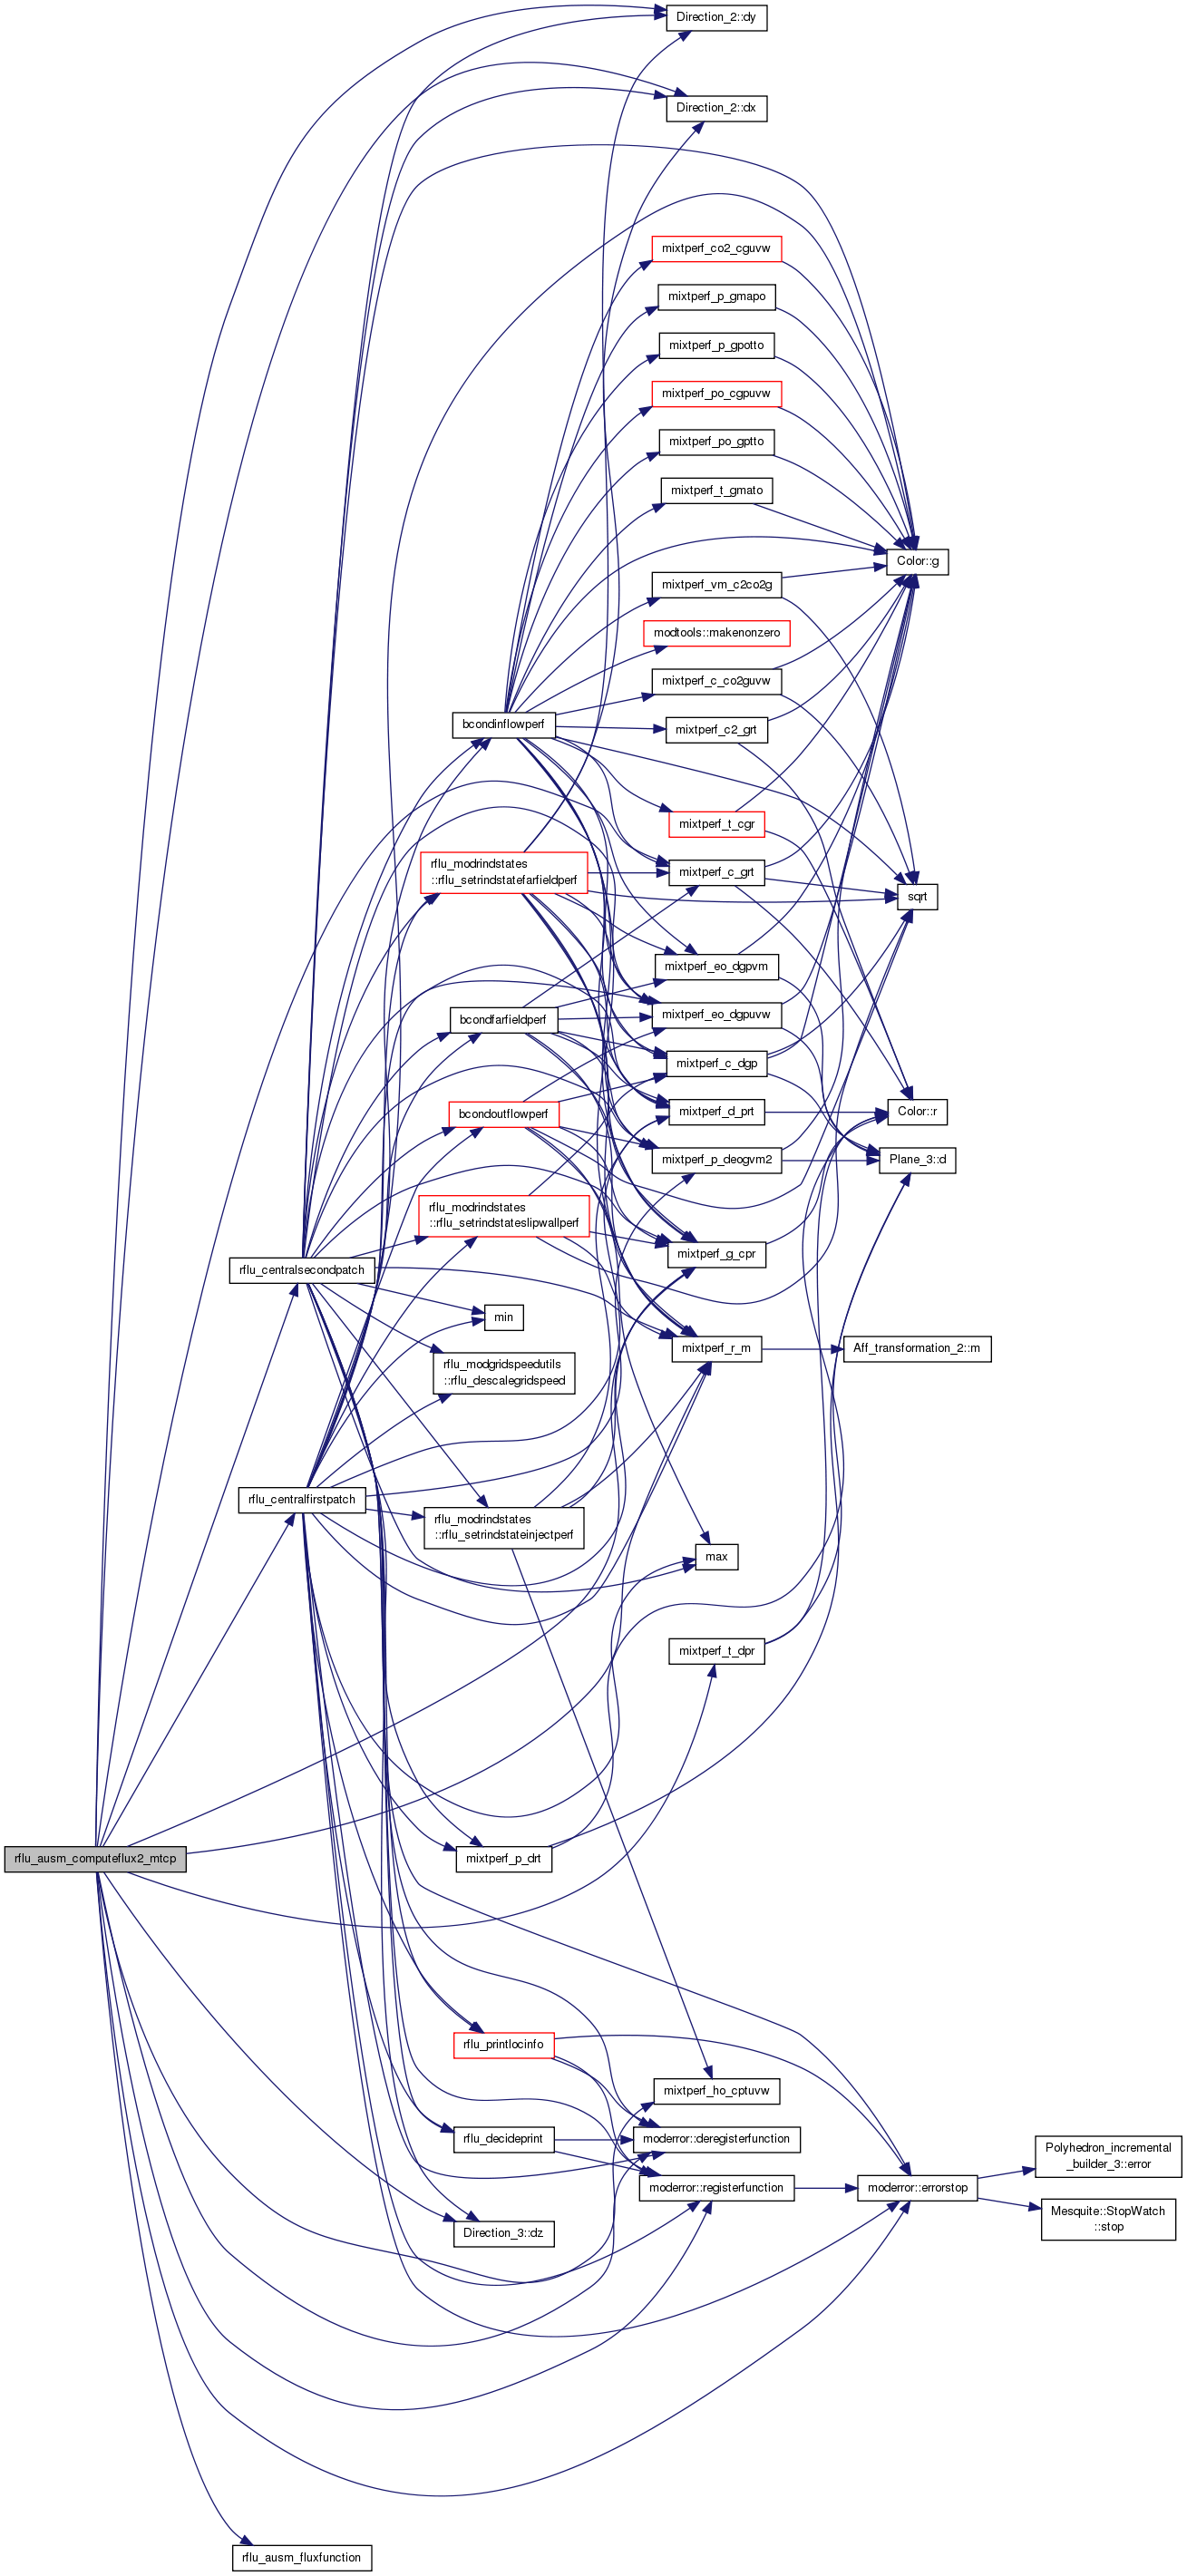 Direction_2::dy
Direction_2::dx
mixtperf_co2_cguvw
mixtperf_p_gmapo
mixtperf_p_gpotto
mixtperf_po_cgpuvw
mixtperf_po_gptto
mixtperf_t_gmato
Color::g
mixtperf_vm_c2co2g
modtools::makenonzero
mixtperf_c_co2guvw
bcondinflowperf
mixtperf_c2_grt
mixtperf_t_cgr
rflu_modrindstates
::rflu_setrindstatefarfieldperf
mixtperf_c_grt
sqrt
mixtperf_eo_dgpvm
bcondfarfieldperf
mixtperf_eo_dgpuvw
mixtperf_c_dgp
bcondoutflowperf
mixtperf_d_prt
Color::r
mixtperf_p_deogvm2
Plane_3::d
rflu_modrindstates
::rflu_setrindstateslipwallperf
mixtperf_g_cpr
rflu_centralsecondpatch
min
mixtperf_r_m
Aff_transformation_2::m
rflu_modgridspeedutils
::rflu_descalegridspeed
rflu_centralfirstpatch
rflu_modrindstates
::rflu_setrindstateinjectperf
max
mixtperf_t_dpr
rflu_ausm_computeflux2_mtcp
mixtperf_p_drt
rflu_printlocinfo
mixtperf_ho_cptuvw
rflu_decideprint
moderror::deregisterfunction
moderror::registerfunction
moderror::errorstop
Polyhedron_incremental
_builder_3::error
Mesquite::StopWatch
::stop
Direction_3::dz
rflu_ausm_fluxfunction